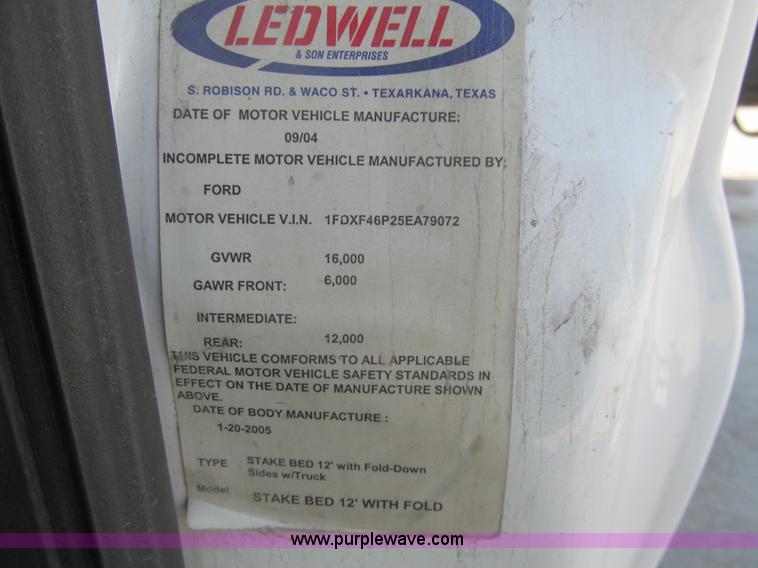 LEDWELL
& SON ENTERPRISES
S. ROBISON RD. & WACO ST. • TEXARKANA, TEXAS
DATE OF MOTOR VEHICLE MANUFACTURE:
09/04
INCOMPLETE MOTOR VEHICLE MANUFACTURED BY:
FORD
MOTOR VEHICLE V.I.N. 1FDXF46P25EA79072
GVWR 16,000
GAWR FRONT: 6,000
INTERMEDIATE:
REAR: 12,000
THIS VEHICLE COMFORMS TO ALL APPLICABLE
FEDERAL MOTOR VEHICLE SAFETY STANDARDS IN
EFFECT ON THE DATE OF MANUFACTURE SHOWN
ABOVE.
DATE OF BODY MANUFACTURE :
1-20-2005
TYPE STAKE BED 12' with Fold-Down
Sides w/Truck
Model STAKE BED 12' WITH FOLD
www.purplewave.com